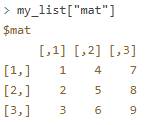 > my_list["mat"]
$mat
     [,1] [,2] [,3]
[1,]    1    4    7
[2,]    2    5    8
[3,]    3    6    9